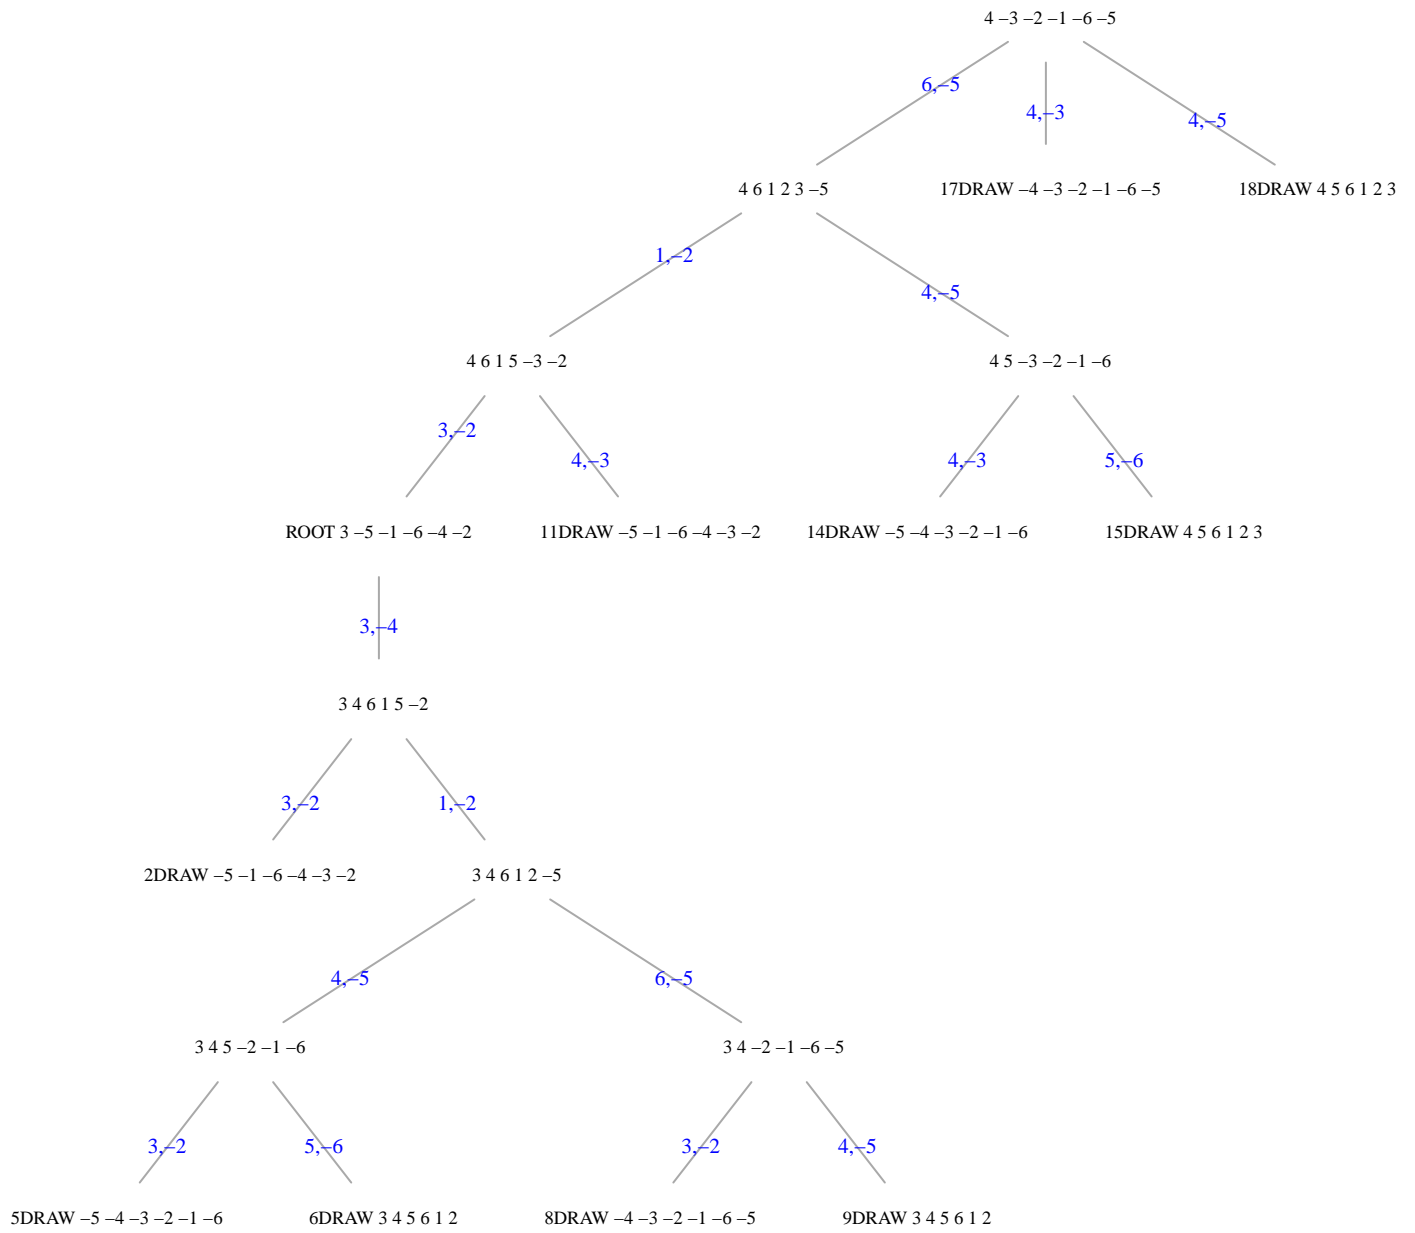 4 –3 –2 –1 –6 –5
6,–5
4,–3
4,–5
4 6 1 2 3 –5
17DRAW –4 –3 –2 –1 –6 –5
18DRAW 4 5 6 1 2 3
1,–2
4,–5
4 6 1 5 –3 –2
4 5 –3 –2 –1 –6
3,–2
4,–3
4,–3
5,–6
ROOT 3 –5 –1 –6 –4 –2
11DRAW –5 –1 –6 –4 –3 –2
14DRAW –5 –4 –3 –2 –1 –6
15DRAW 4 5 6 1 2 3
3,–4
3 4 6 1 5 –2
3,–2
1,–2
2DRAW –5 –1 –6 –4 –3 –2
3 4 6 1 2 –5
4,–5
6,–5
3 4 5 –2 –1 –6
3 4 –2 –1 –6 –5
3,–2
5,–6
3,–2
4,–5
5DRAW –5 –4 –3 –2 –1 –6
6DRAW 3 4 5 6 1 2
8DRAW –4 –3 –2 –1 –6 –5
9DRAW 3 4 5 6 1 2